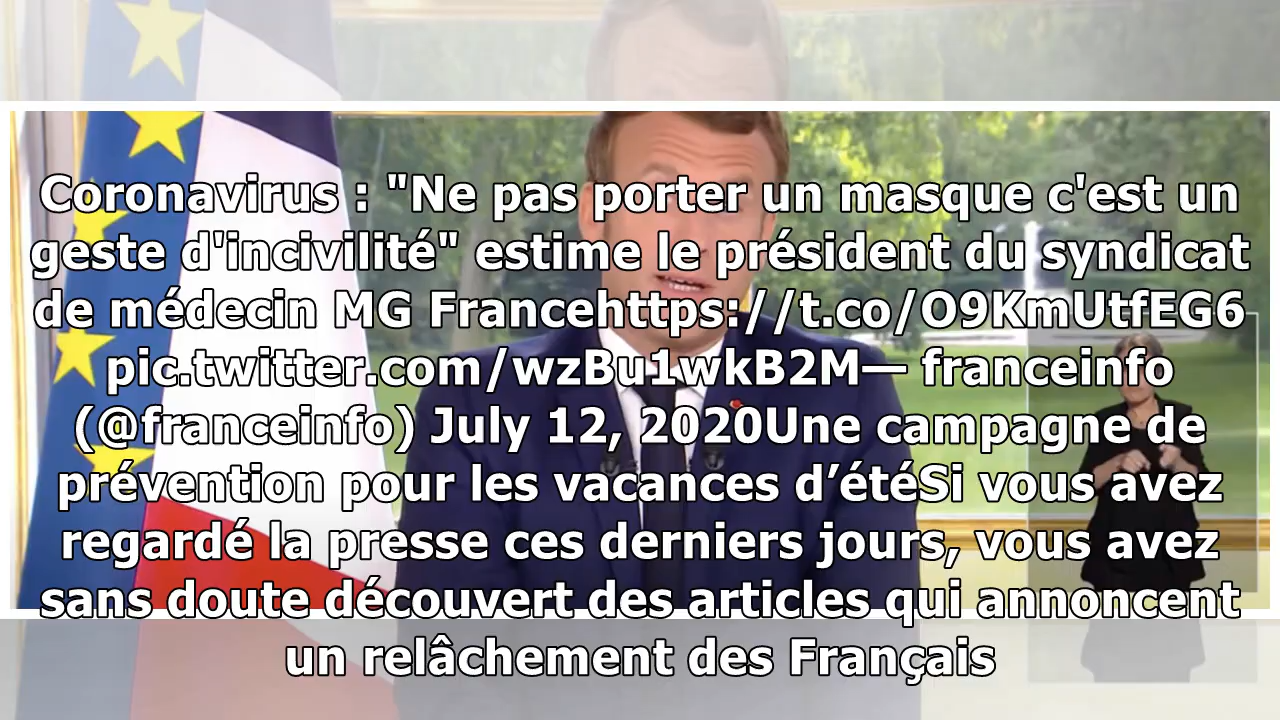 Coronavirus : "Ne pas porter un masque c'est un
geste d'incivilité" estime le président du syndicat
de médecin MG Francehttps://t.co/O9KmUtfEG6
pic.twitter.com/wzBu1wkB2M— franceinfo
(@franceinfo) July 12, 2020Une campagne de
prévention pour les vacances d’étéSi vous avez
regardé la presse ces derniers jours, vous avez
sans doute découvert des articles qui annoncent
un relâchement des Français